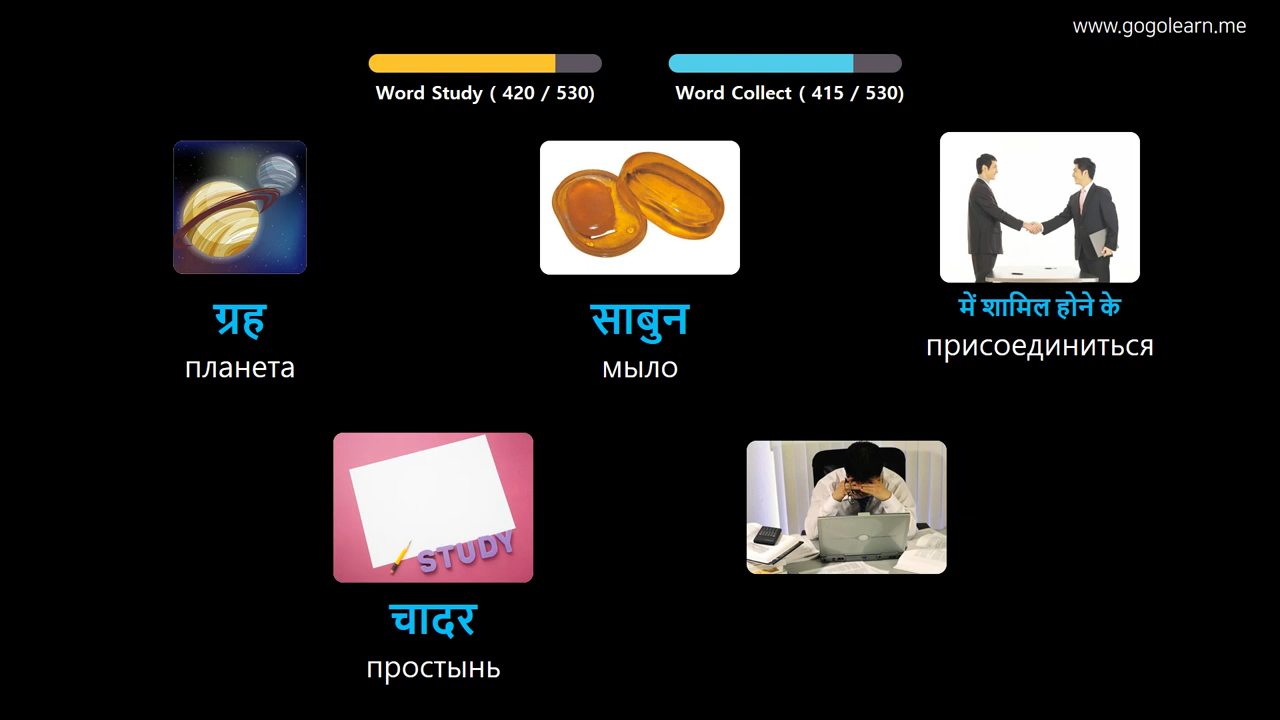 www.gogolearn.me
Word Study ( 420 / 530)
Word Collect ( 415 / 530)
ग्रह
планета
साबुन
мыло
में शामिल होने के
присоединиться
STUDY
चादर
простынь